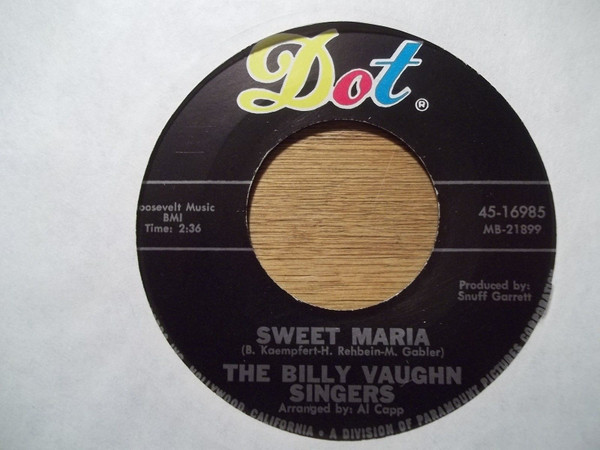 Dot®
Music
BMI
Time: 2:36
45-16985
MB-21899
Produced by:
Snuff Garrett
SWEET MARIA
(B. Kaempfert-H. Rehbein-M. Gabler)
THE BILLY VAUGHN
SINGERS
Arranged by: Al Capp
HOLLYWOOD, CALIFORNIA • A DIVISION OF PARAMOUNT PICTURES CORPORATION